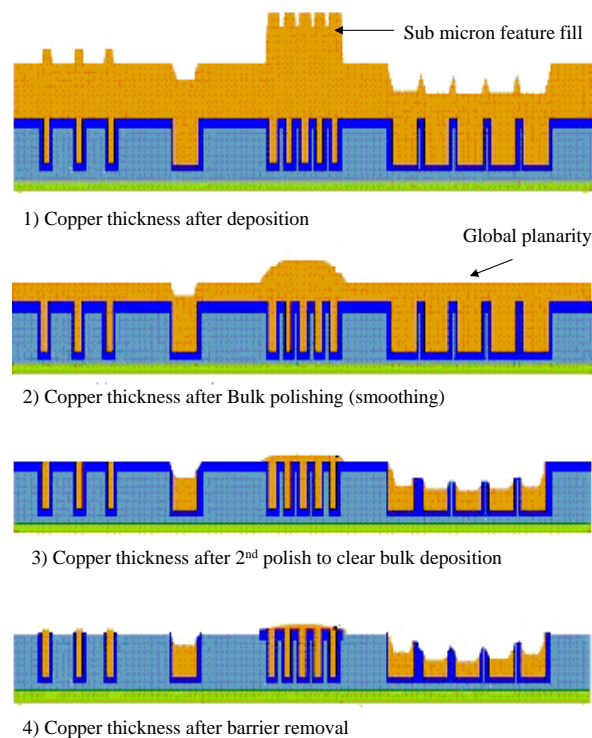 Sub micron feature fill
1) Copper thickness after deposition
Global planarity
2) Copper thickness after Bulk polishing (smoothing)
3) Copper thickness after 2nd polish to clear bulk deposition
4) Copper thickness after barrier removal